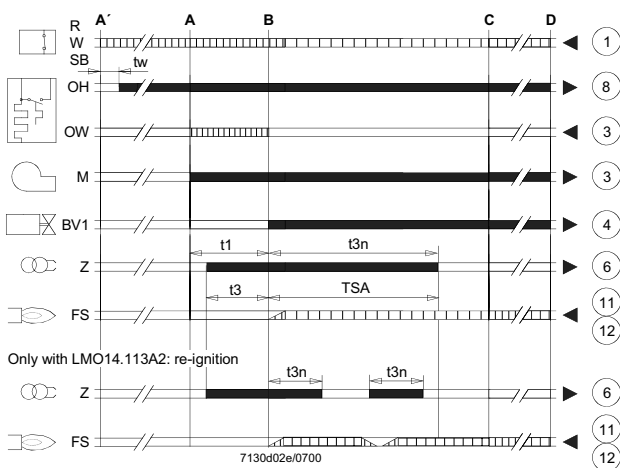 R A´ A B C D
W 1
SB tw
OH 8
OW 3
M 3
BV1 4
t1 t3n
Z 6
t3 TSA
FS 11
12
Only with LMO14.113A2: re-ignition
t3n t3n
Z 6
FS 11
12
7130d02e/0700